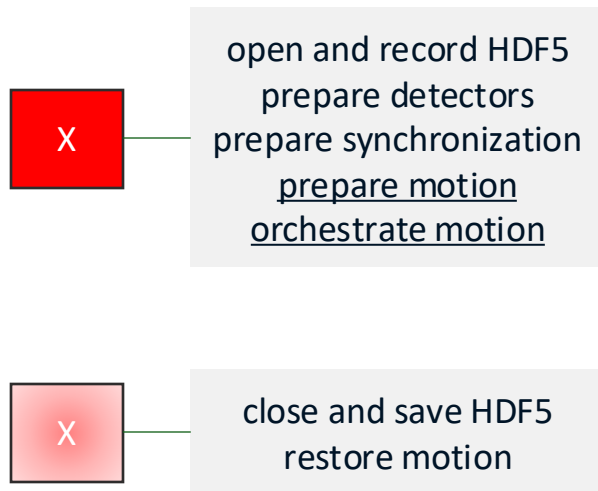 open and record HDF5
prepare detectors
X
prepare synchronization
prepare motion
orchestrate motion
close and save HDF5
X
restore motion